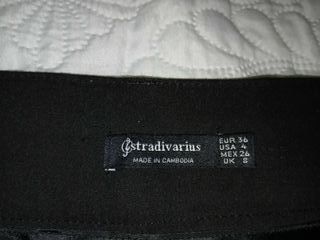 stradivarius
MADE IN CAMBODIA
EUR 36
USA 4
MEX 26
UK 8